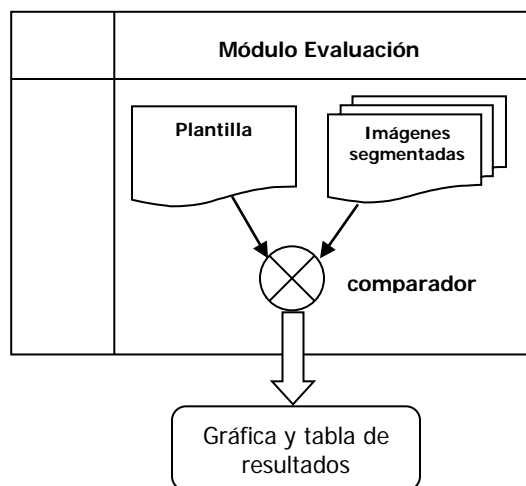 Módulo Evaluación
Plantilla
Imágenes
segmentadas
comparador
Gráfica y tabla de
resultados